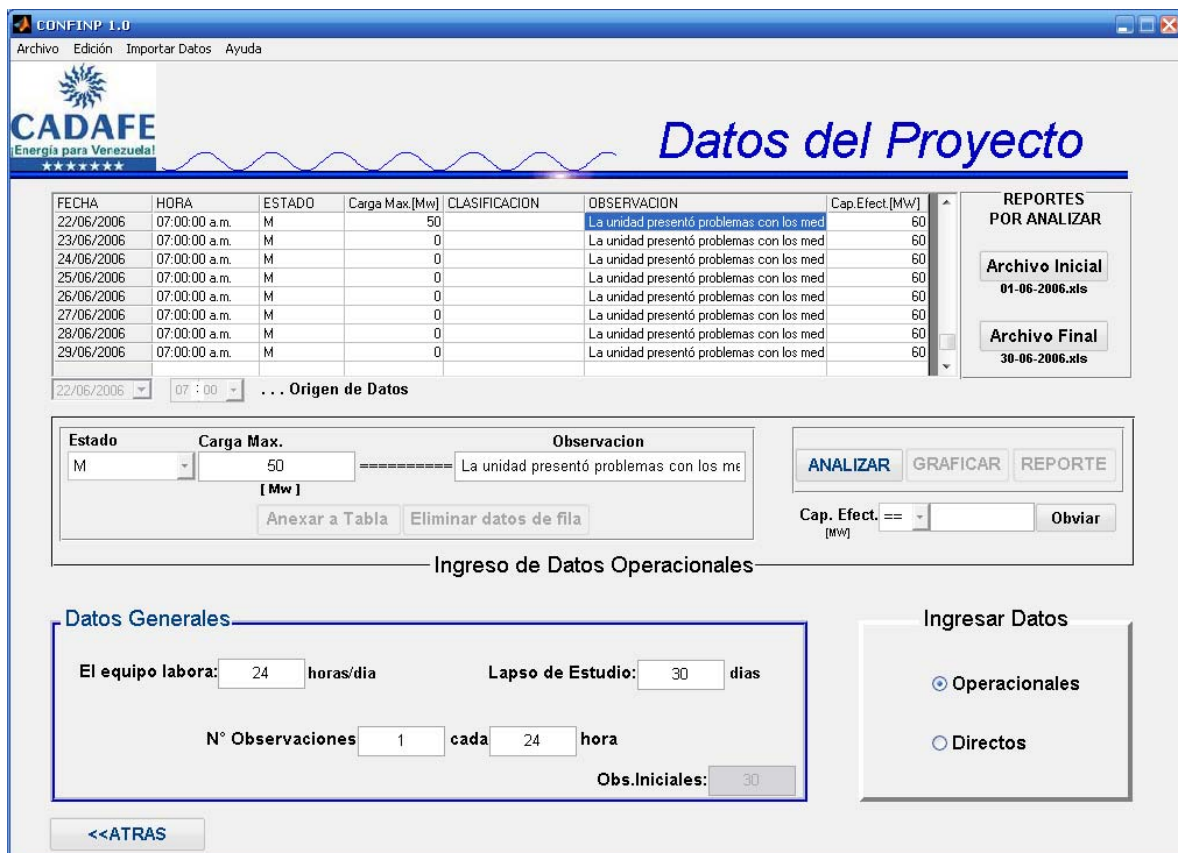 CONFINP 1.0
Archivo Edición Importar Datos Ayuda
CADAFE
¡Energía para Venezuela!
Datos del Proyecto
FECHA HORA ESTADO Carga Max.[Mw] CLASIFICACION OBSERVACION Cap.Efect.[MW]
22/06/2006 07:00:00 a.m. M 50 La unidad presentó problemas con los med 60
23/06/2006 07:00:00 a.m. M 0 La unidad presentó problemas con los med 60
24/06/2006 07:00:00 a.m. M 0 La unidad presentó problemas con los med 60
25/06/2006 07:00:00 a.m. M 0 La unidad presentó problemas con los med 60
26/06/2006 07:00:00 a.m. M 0 La unidad presentó problemas con los med 60
27/06/2006 07:00:00 a.m. M 0 La unidad presentó problemas con los med 60
28/06/2006 07:00:00 a.m. M 0 La unidad presentó problemas con los med 60
29/06/2006 07:00:00 a.m. M 0 La unidad presentó problemas con los med 60
REPORTES
POR ANALIZAR
Archivo Inicial
01-06-2006.xls
Archivo Final
30-06-2006.xls
22/06/2006 07 : 00 . . . Origen de Datos
Estado Carga Max. Observacion
M 50 ========== La unidad presentó problemas con los me
[ Mw ]
Anexar a Tabla Eliminar datos de fila
ANALIZAR GRAFICAR REPORTE
Cap. Efect. == Obviar
[MW]
Ingreso de Datos Operacionales
Datos Generales
El equipo labora: 24 horas/dia Lapso de Estudio: 30 dias
N° Observaciones 1 cada 24 hora
Obs.Iniciales: 30
Ingresar Datos
Operacionales
Directos
<<ATRAS